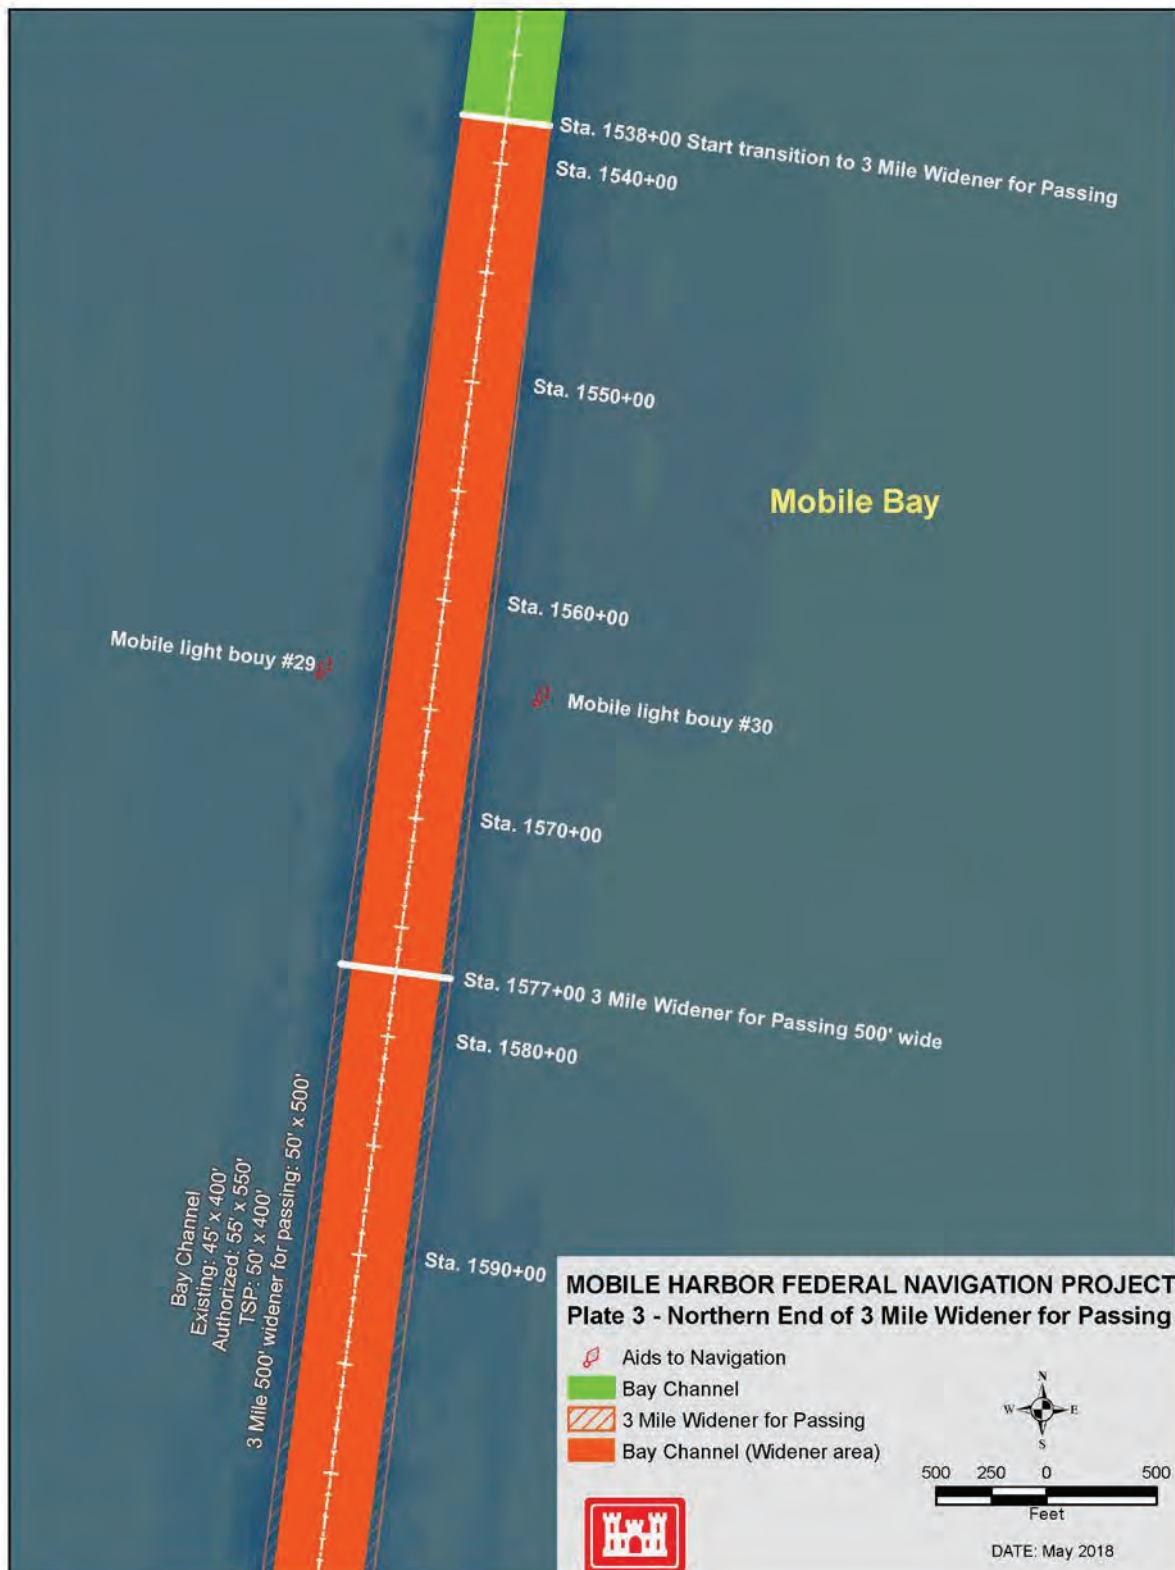 Sta. 1538+00 Start transition to 3 Mile Widener for Passing
Sta. 1540+00
Sta. 1550+00
Mobile Bay
Sta. 1560+00
Mobile light bouy #29
Mobile light bouy #30
Sta. 1570+00
Sta. 1577+00 3 Mile Widener for Passing 500' wide
Sta. 1580+00
Bay Channel
Existing: 45' x 400'
Authorized: 55' x 550'
TSP: 50' x 400'
3 Mile 500' widener for passing: 50' x 500'
Sta. 1590+00
MOBILE HARBOR FEDERAL NAVIGATION PROJECT
Plate 3 - Northern End of 3 Mile Widener for Passing
Aids to Navigation
Bay Channel
3 Mile Widener for Passing
Bay Channel (Widener area)
N
W E
S
500 250 0 500
Feet
DATE: May 2018